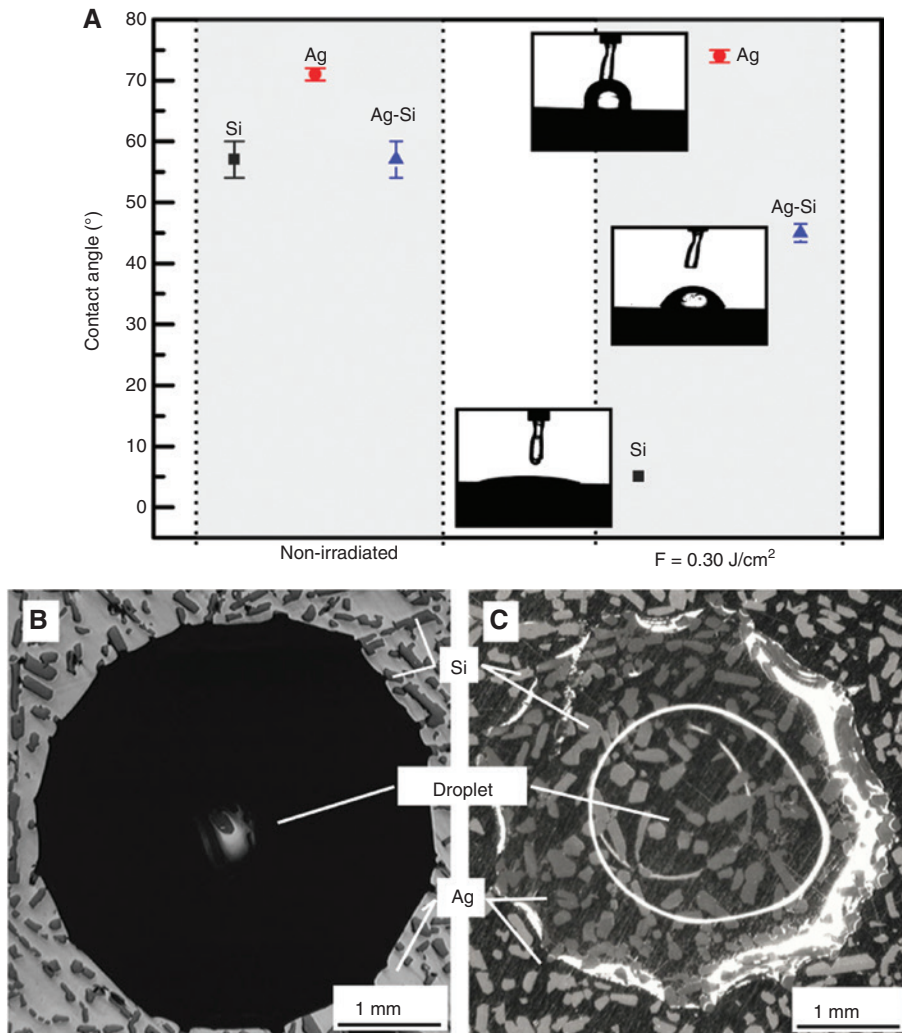 A
80
70
60
50
40
30
20
10
0
Contact angle (°)
Si
Ag
Ag-Si
Ag
Ag-Si
Si
Non-irradiated
F = 0.30 J/cm²
B
C
Si
Droplet
Ag
1 mm
1 mm